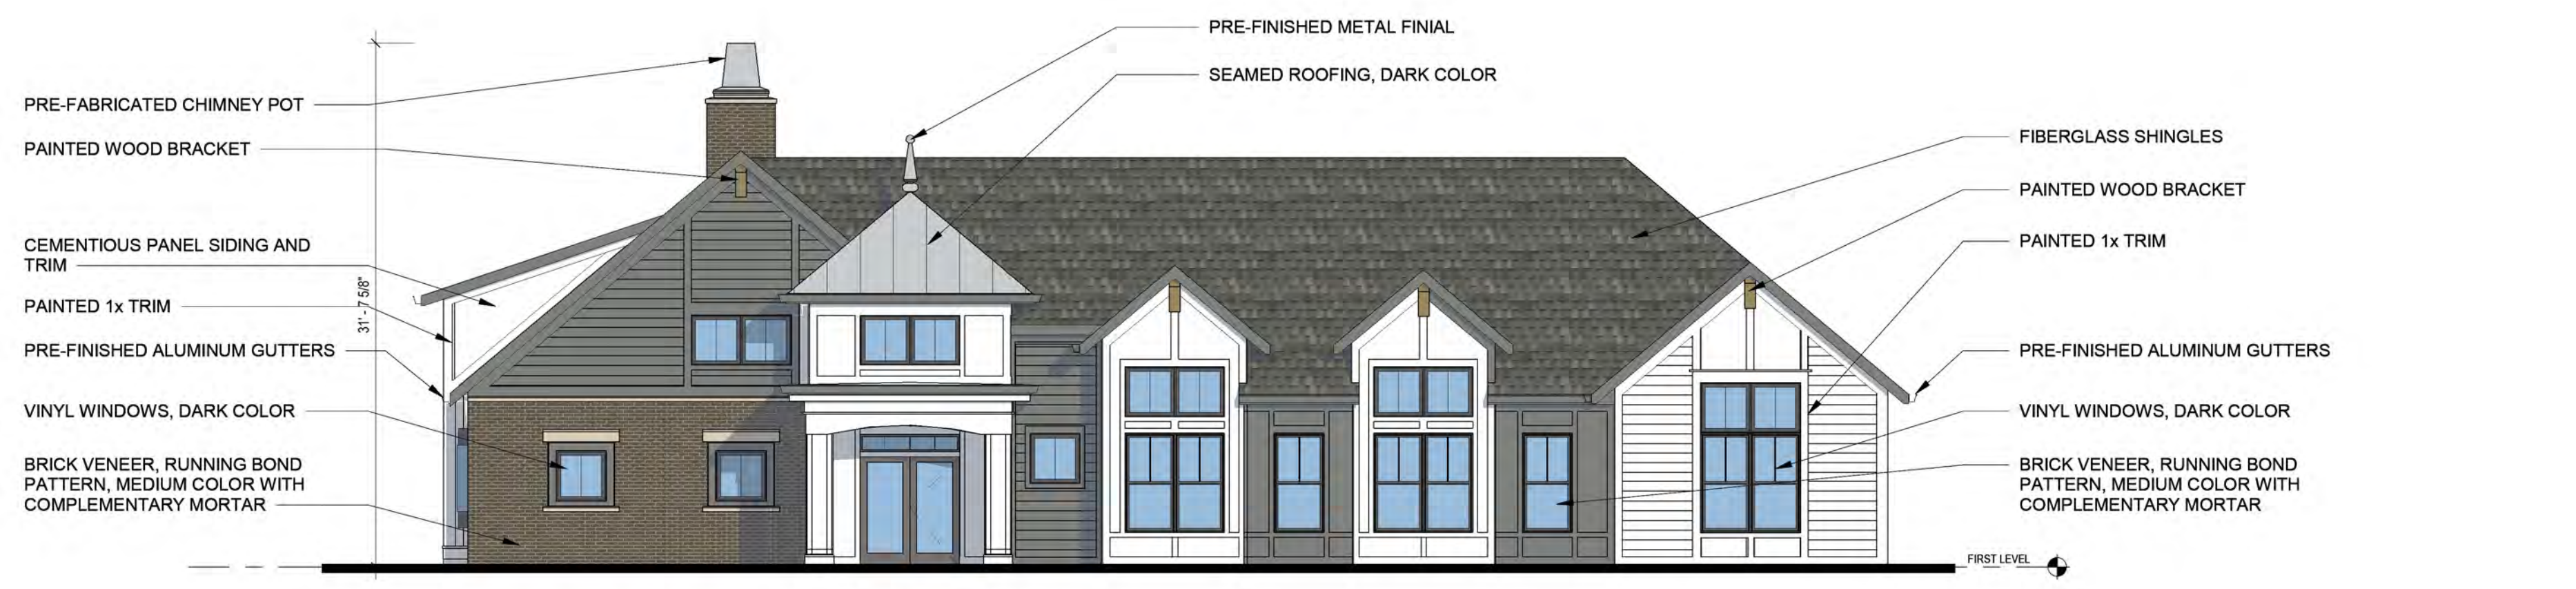 PRE-FINISHED METAL FINIAL
SEAMED ROOFING, DARK COLOR
PRE-FABRICATED CHIMNEY POT
PAINTED WOOD BRACKET
CEMENTIOUS PANEL SIDING AND
TRIM
PAINTED 1x TRIM
PRE-FINISHED ALUMINUM GUTTERS
VINYL WINDOWS, DARK COLOR
BRICK VENEER, RUNNING BOND
PATTERN, MEDIUM COLOR WITH
COMPLEMENTARY MORTAR
31' - 7 5/8"
FIBERGLASS SHINGLES
PAINTED WOOD BRACKET
PAINTED 1x TRIM
PRE-FINISHED ALUMINUM GUTTERS
VINYL WINDOWS, DARK COLOR
BRICK VENEER, RUNNING BOND
PATTERN, MEDIUM COLOR WITH
COMPLEMENTARY MORTAR
FIRST LEVEL